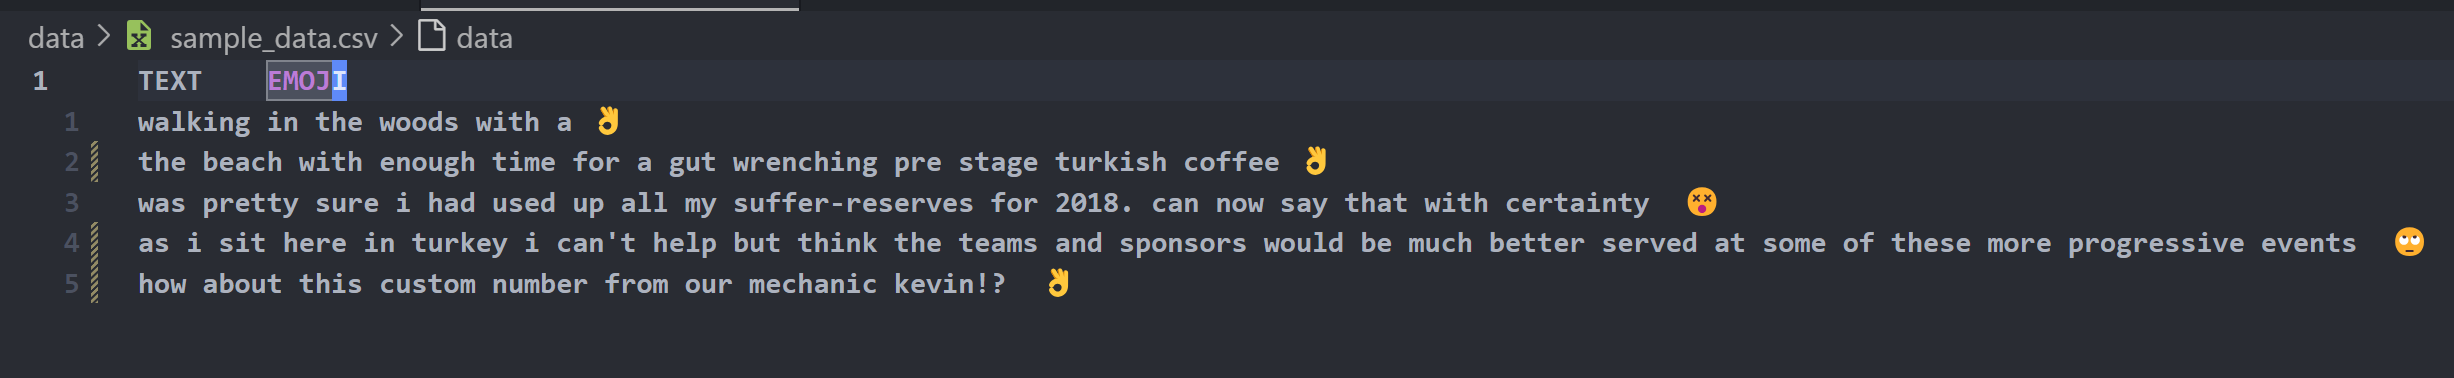 data > sample_data.csv > data
1 TEXT EMOJI
1 walking in the woods with a 👌
2 the beach with enough time for a gut wrenching pre stage turkish coffee 👌
3 was pretty sure i had used up all my suffer-reserves for 2018. can now say that with certainty 😵
4 as i sit here in turkey i can't help but think the teams and sponsors would be much better served at some of these more progressive events 🙄
5 how about this custom number from our mechanic kevin!? 👌